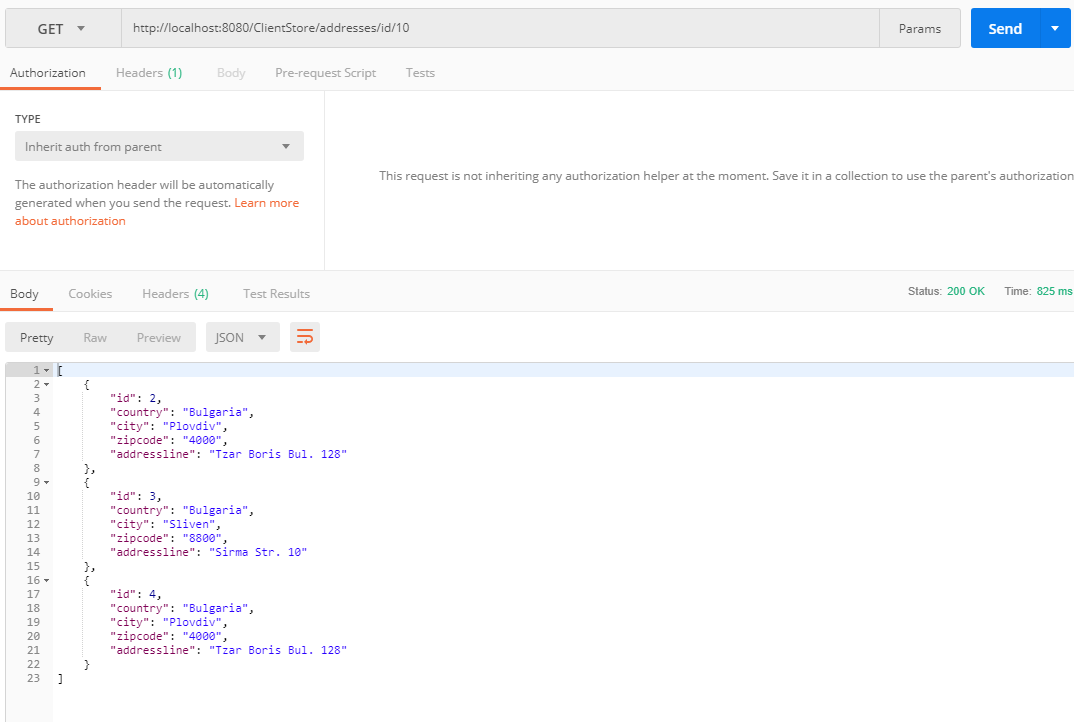 GET http://localhost:8080/ClientStore/addresses/id/10 Params Send
Authorization Headers (1) Body Pre-request Script Tests
TYPE
Inherit auth from parent
The authorization header will be automatically
generated when you send the request. Learn more
about authorization
This request is not inheriting any authorization helper at the moment. Save it in a collection to use the parent's authorization
Body Cookies Headers (4) Test Results Status: 200 OK Time: 825 ms
Pretty Raw Preview JSON
1 [
2 {
3 "id": 2,
4 "country": "Bulgaria",
5 "city": "Plovdiv",
6 "zipcode": "4000",
7 "addressline": "Tzar Boris Bul. 128"
8 },
9 {
10 "id": 3,
11 "country": "Bulgaria",
12 "city": "Sliven",
13 "zipcode": "8800",
14 "addressline": "Sirma Str. 10"
15 },
16 {
17 "id": 4,
18 "country": "Bulgaria",
19 "city": "Plovdiv",
20 "zipcode": "4000",
21 "addressline": "Tzar Boris Bul. 128"
22 }
23 ]